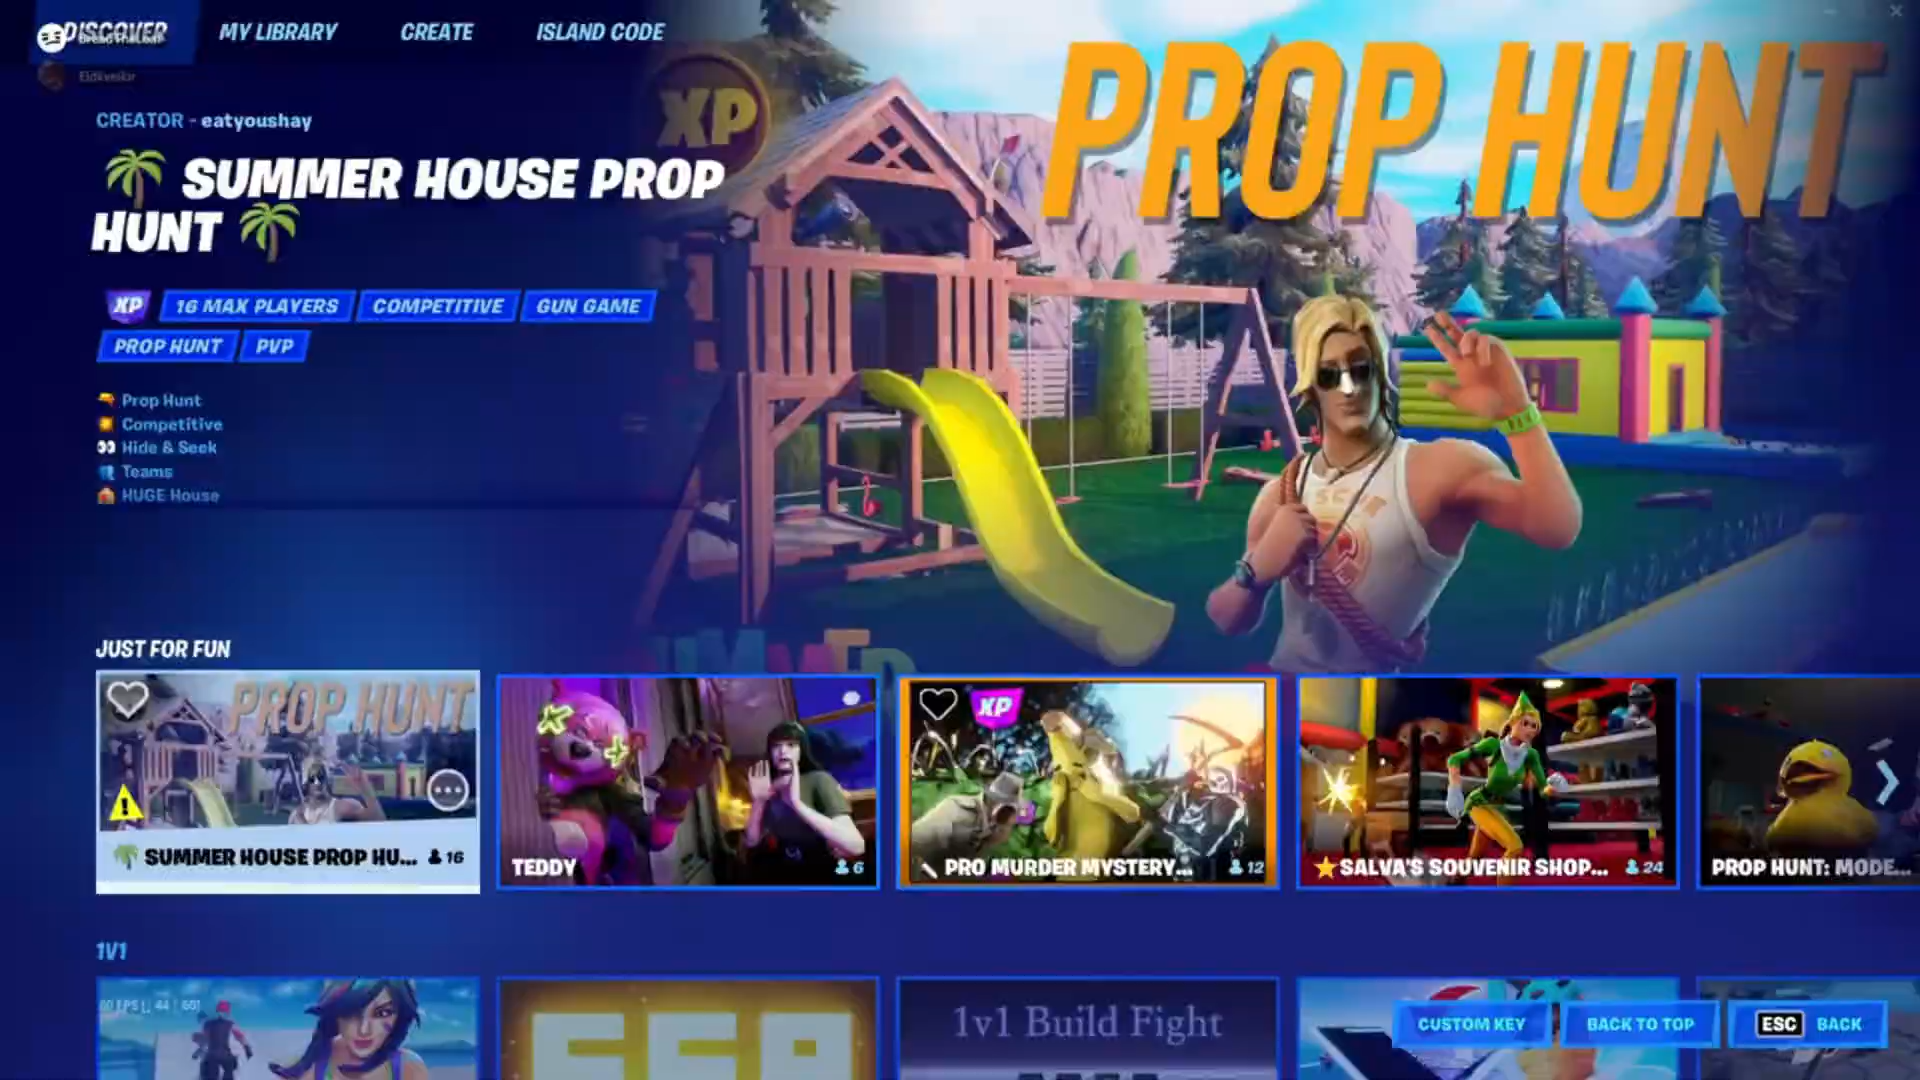 DISCOVER
MY LIBRARY
CREATE
ISLAND CODE
CREATOR - eatyoushay
🌴 SUMMER HOUSE PROP
HUNT 🌴
XP
16 MAX PLAYERS
COMPETITIVE
GUN GAME
PROP HUNT
PVP
Prop Hunt
Competitive
👀 Hide & Seek
Teams
HUGE House
XP
PROP HUNT
JUST FOR FUN
PROP HUNT
🌴 SUMMER HOUSE PROP HU... 16
TEDDY 6
XP
PRO MURDER MYSTERY... 12
⭐SALVA'S SOUVENIR SHOP... 24
PROP HUNT: MODE...
1V1
1v1 Build Fight
CUSTOM KEY
BACK TO TOP
ESC BACK